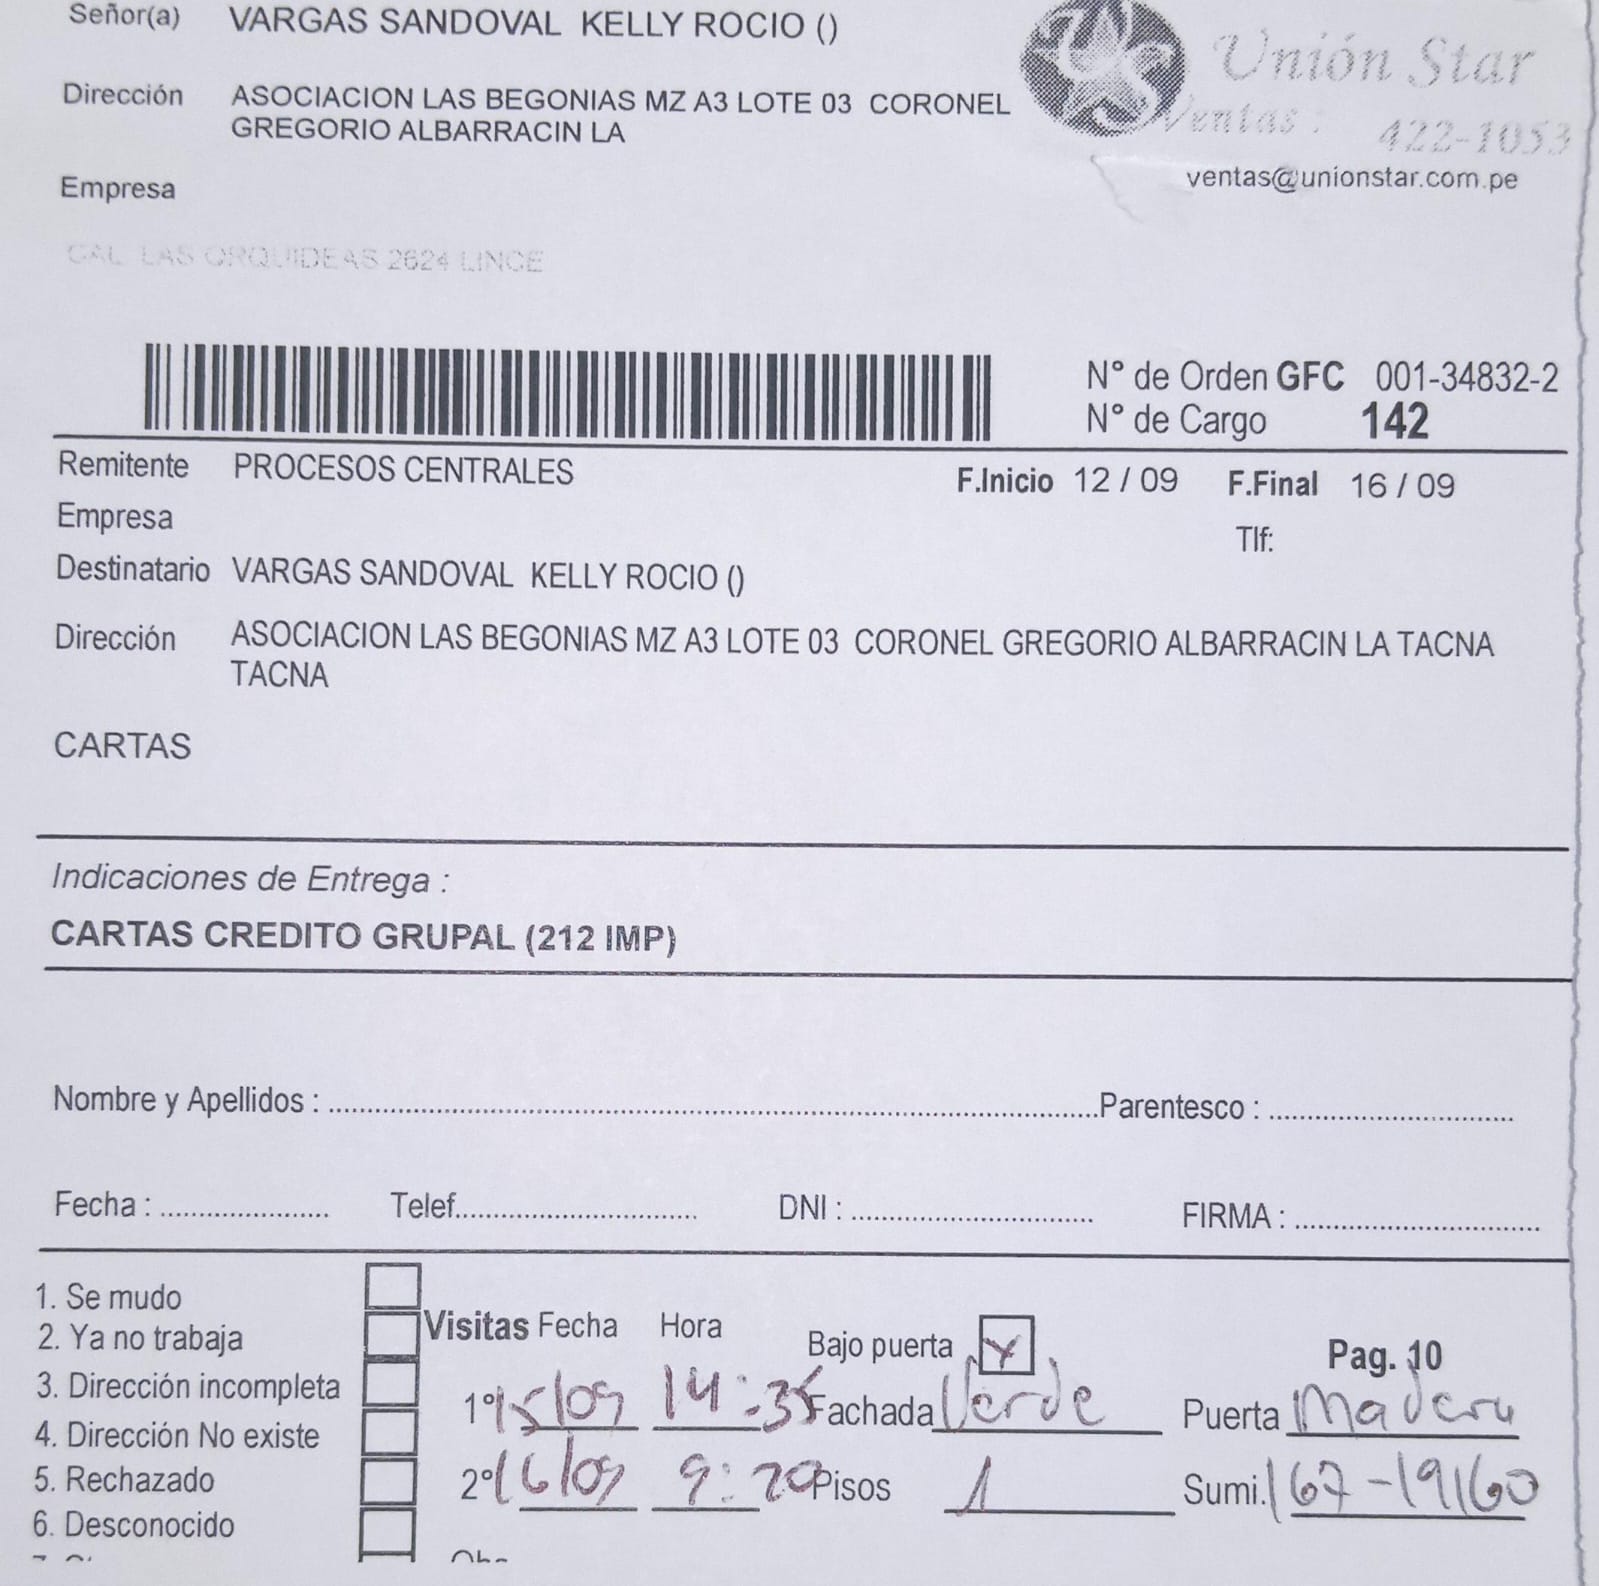 Señor(a) VARGAS SANDOVAL KELLY ROCIO ()
Unión Star
Dirección ASOCIACION LAS BEGONIAS MZ A3 LOTE 03 CORONEL
GREGORIO ALBARRACIN LA
Ventas : 422-1053
ventas@unionstar.com.pe
Empresa
CAL. LAS ORQUIDEAS 2624 LINCE
N° de Orden GFC 001-34832-2
N° de Cargo 142
Remitente PROCESOS CENTRALES F.Inicio 12 / 09 F.Final 16 / 09
Empresa Tlf:
Destinatario VARGAS SANDOVAL KELLY ROCIO ()
Dirección ASOCIACION LAS BEGONIAS MZ A3 LOTE 03 CORONEL GREGORIO ALBARRACIN LA TACNA
TACNA
CARTAS
Indicaciones de Entrega :
CARTAS CREDITO GRUPAL (212 IMP)
Nombre y Apellidos : Parentesco :
Fecha : Telef. DNI : FIRMA :
1. Se mudo
2. Ya no trabaja
3. Dirección incompleta
4. Dirección No existe
5. Rechazado
6. Desconocido
Visitas Fecha Hora Bajo puerta X Pag. 10
1° 15/09 14:35 Fachada Verde Puerta Madera
2° 16/09 9:20 Pisos 1 Sumi. 167-19160